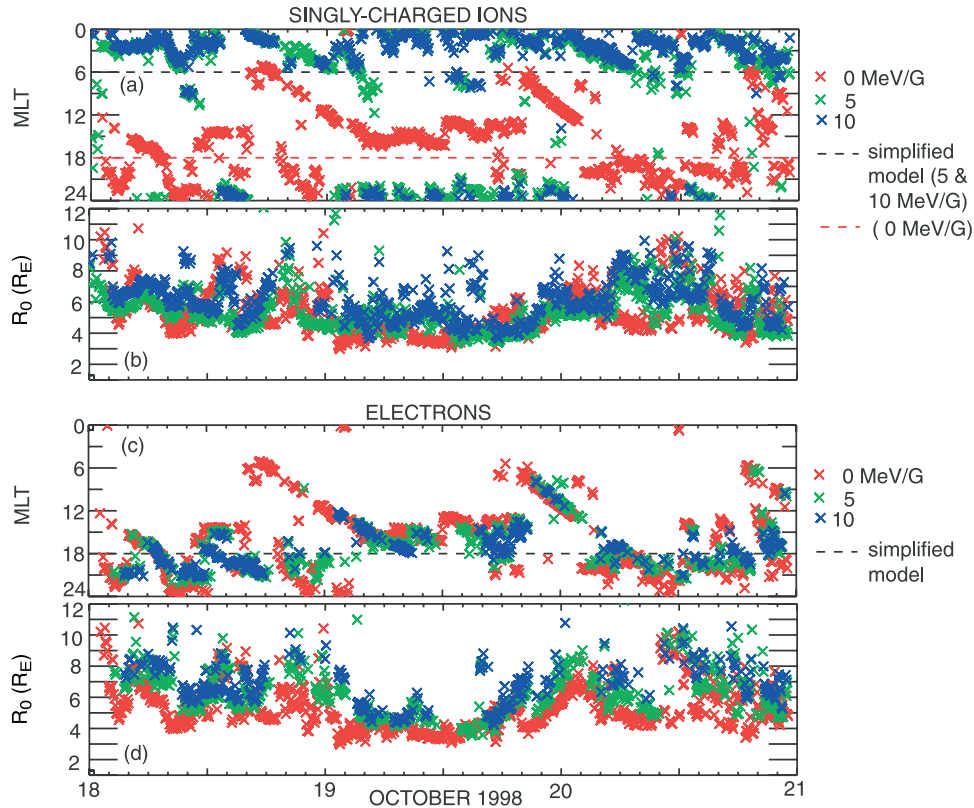 SINGLY-CHARGED IONS
0
6
12
18
24
MLT
(a)
0 MeV/G
5
10
simplified
model (5 &
10 MeV/G)
( 0 MeV/G)
12
10
8
6
4
2
R0 (RE)
(b)
ELECTRONS
0
6
12
18
24
MLT
(c)
0 MeV/G
5
10
simplified
model
12
10
8
6
4
2
R0 (RE)
(d)
18
19
20
21
OCTOBER 1998